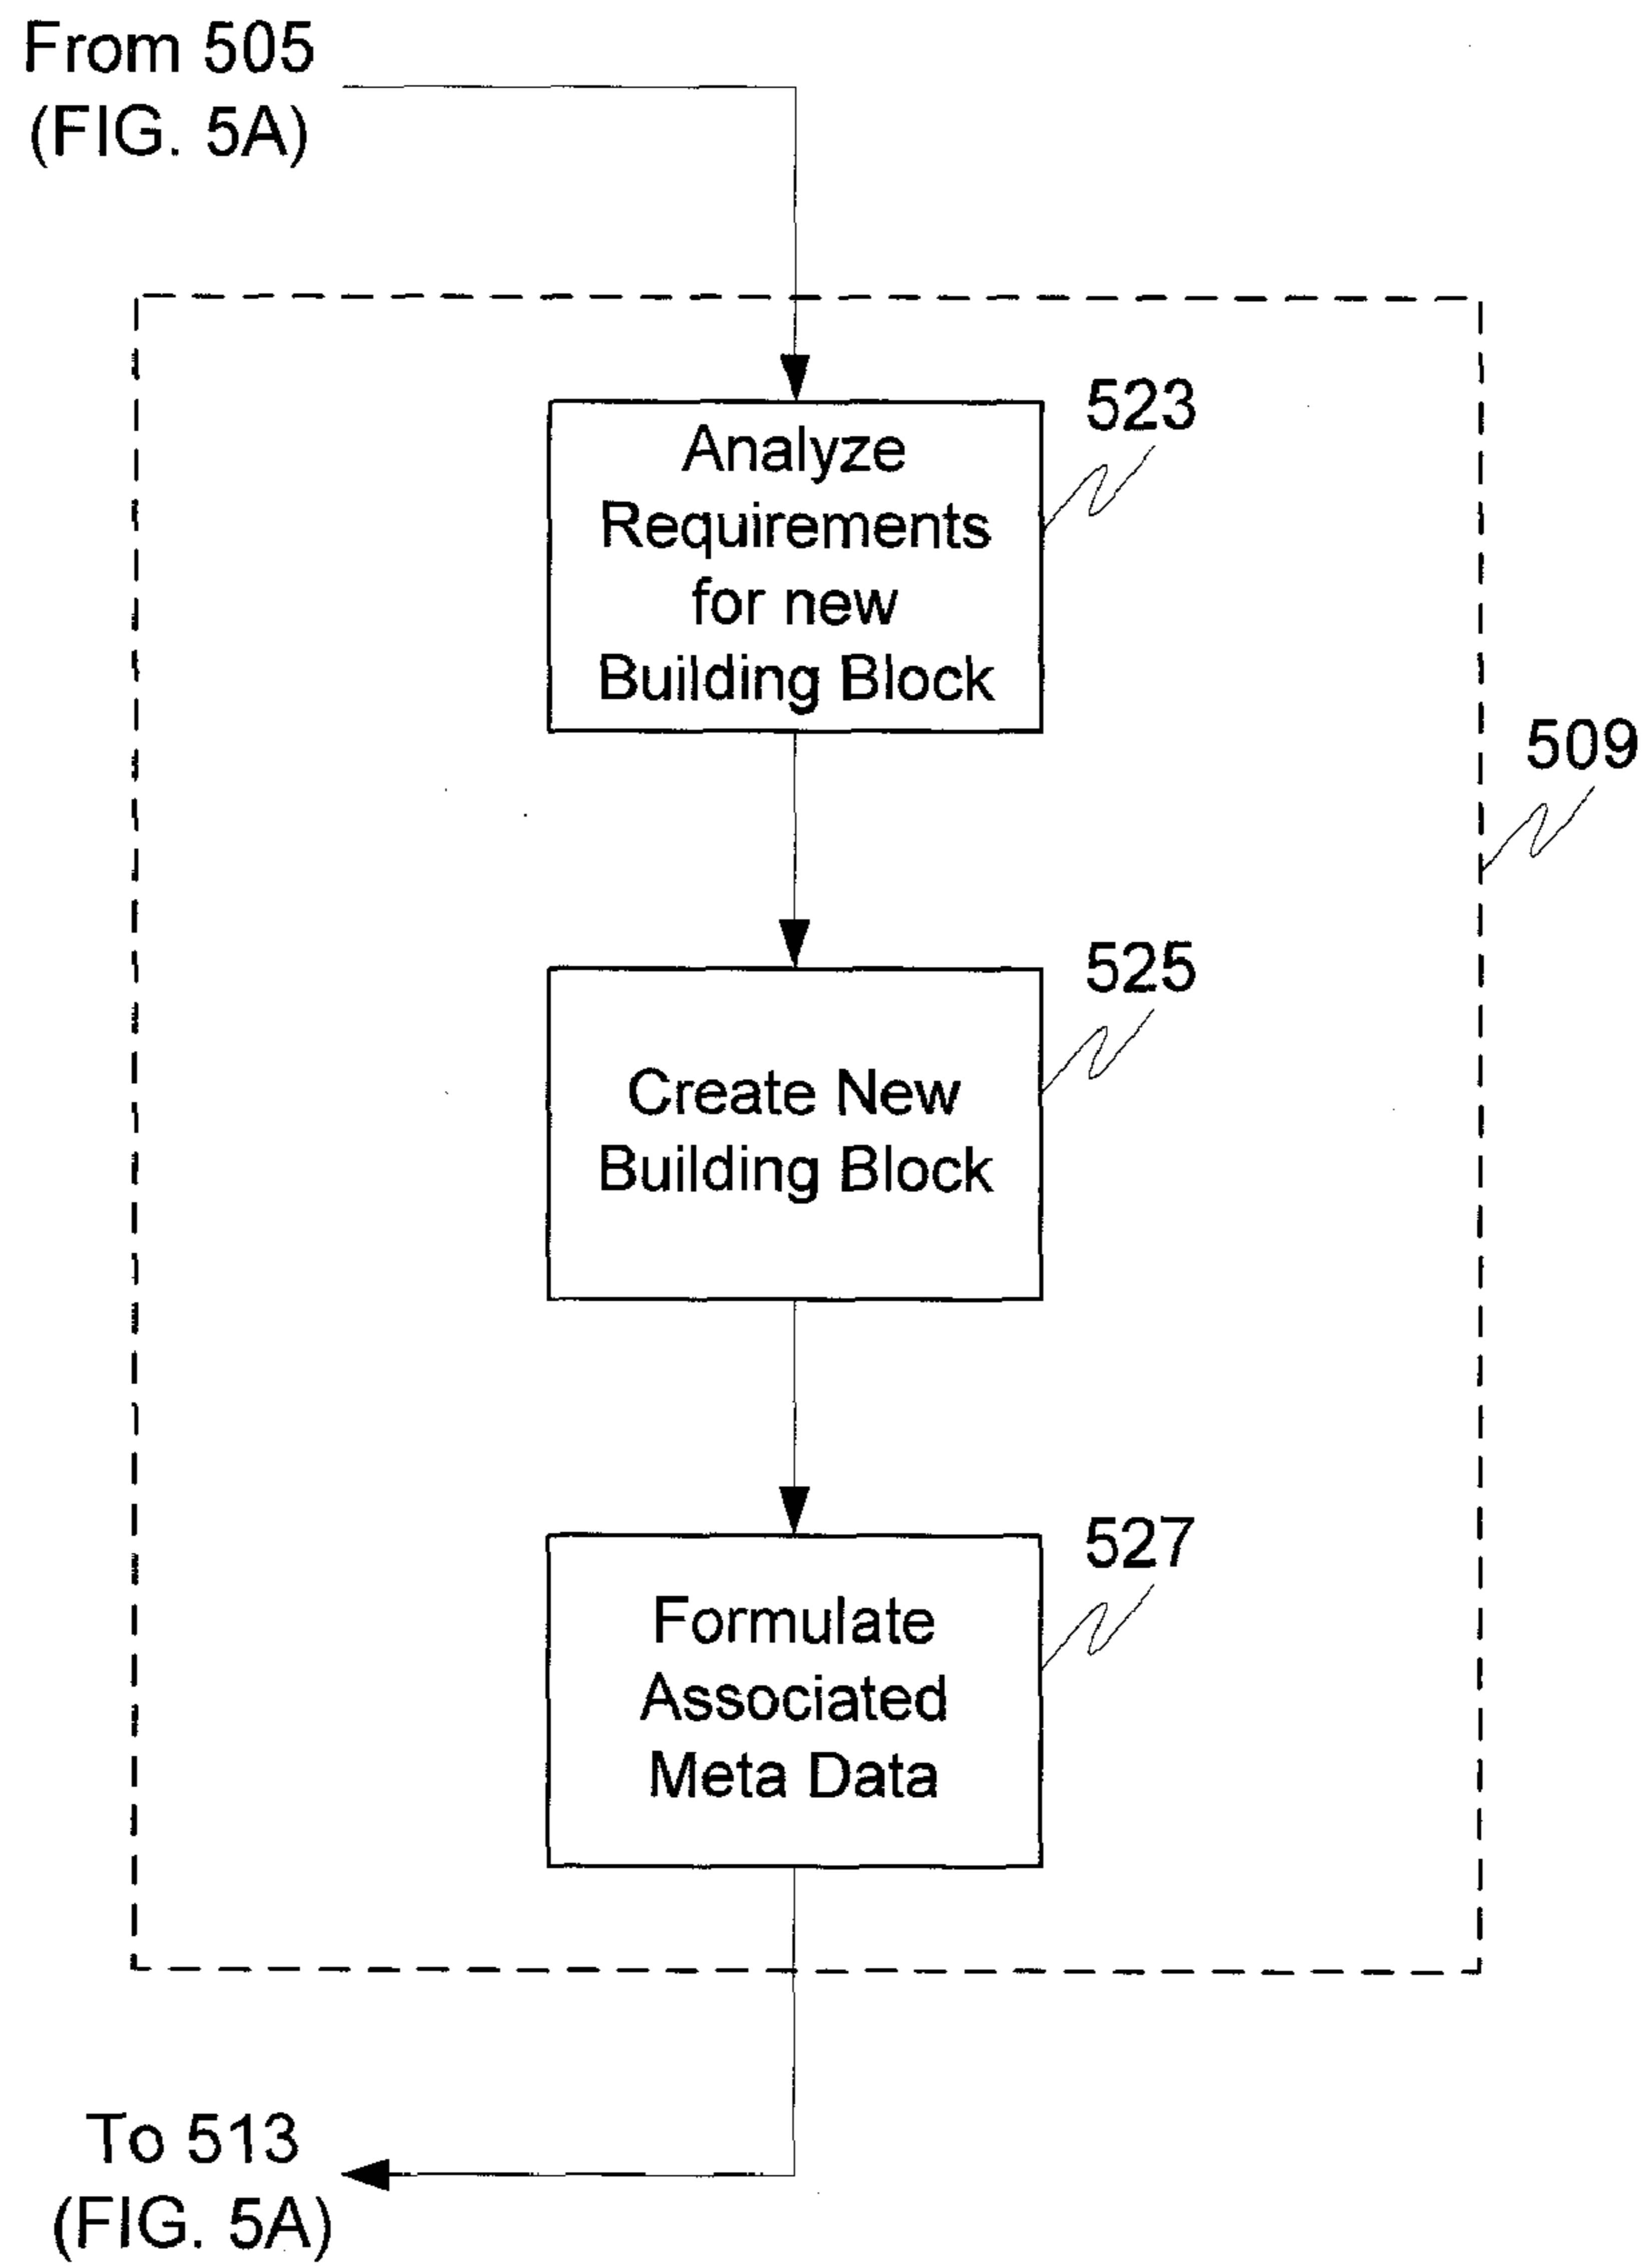 From 505
(FIG. 5A)
523
Analyze
Requirements
for new
Building Block
509
525
Create New
Building Block
527
Formulate
Associated
Meta Data
To 513
(FIG. 5A)